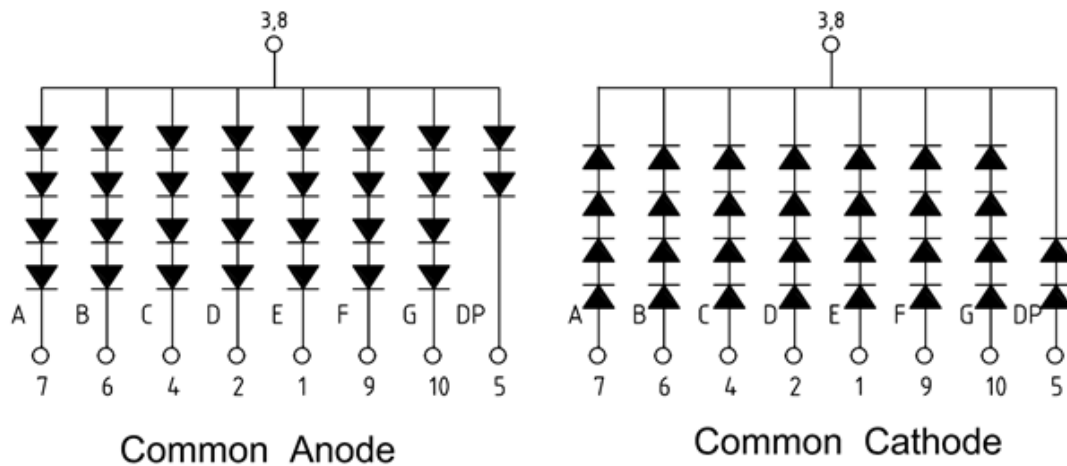 3,8 3,8
A B C D E F G DP A B C D E F G DP
7 6 4 2 1 9 10 5 7 6 4 2 1 9 10 5
Common Anode Common Cathode